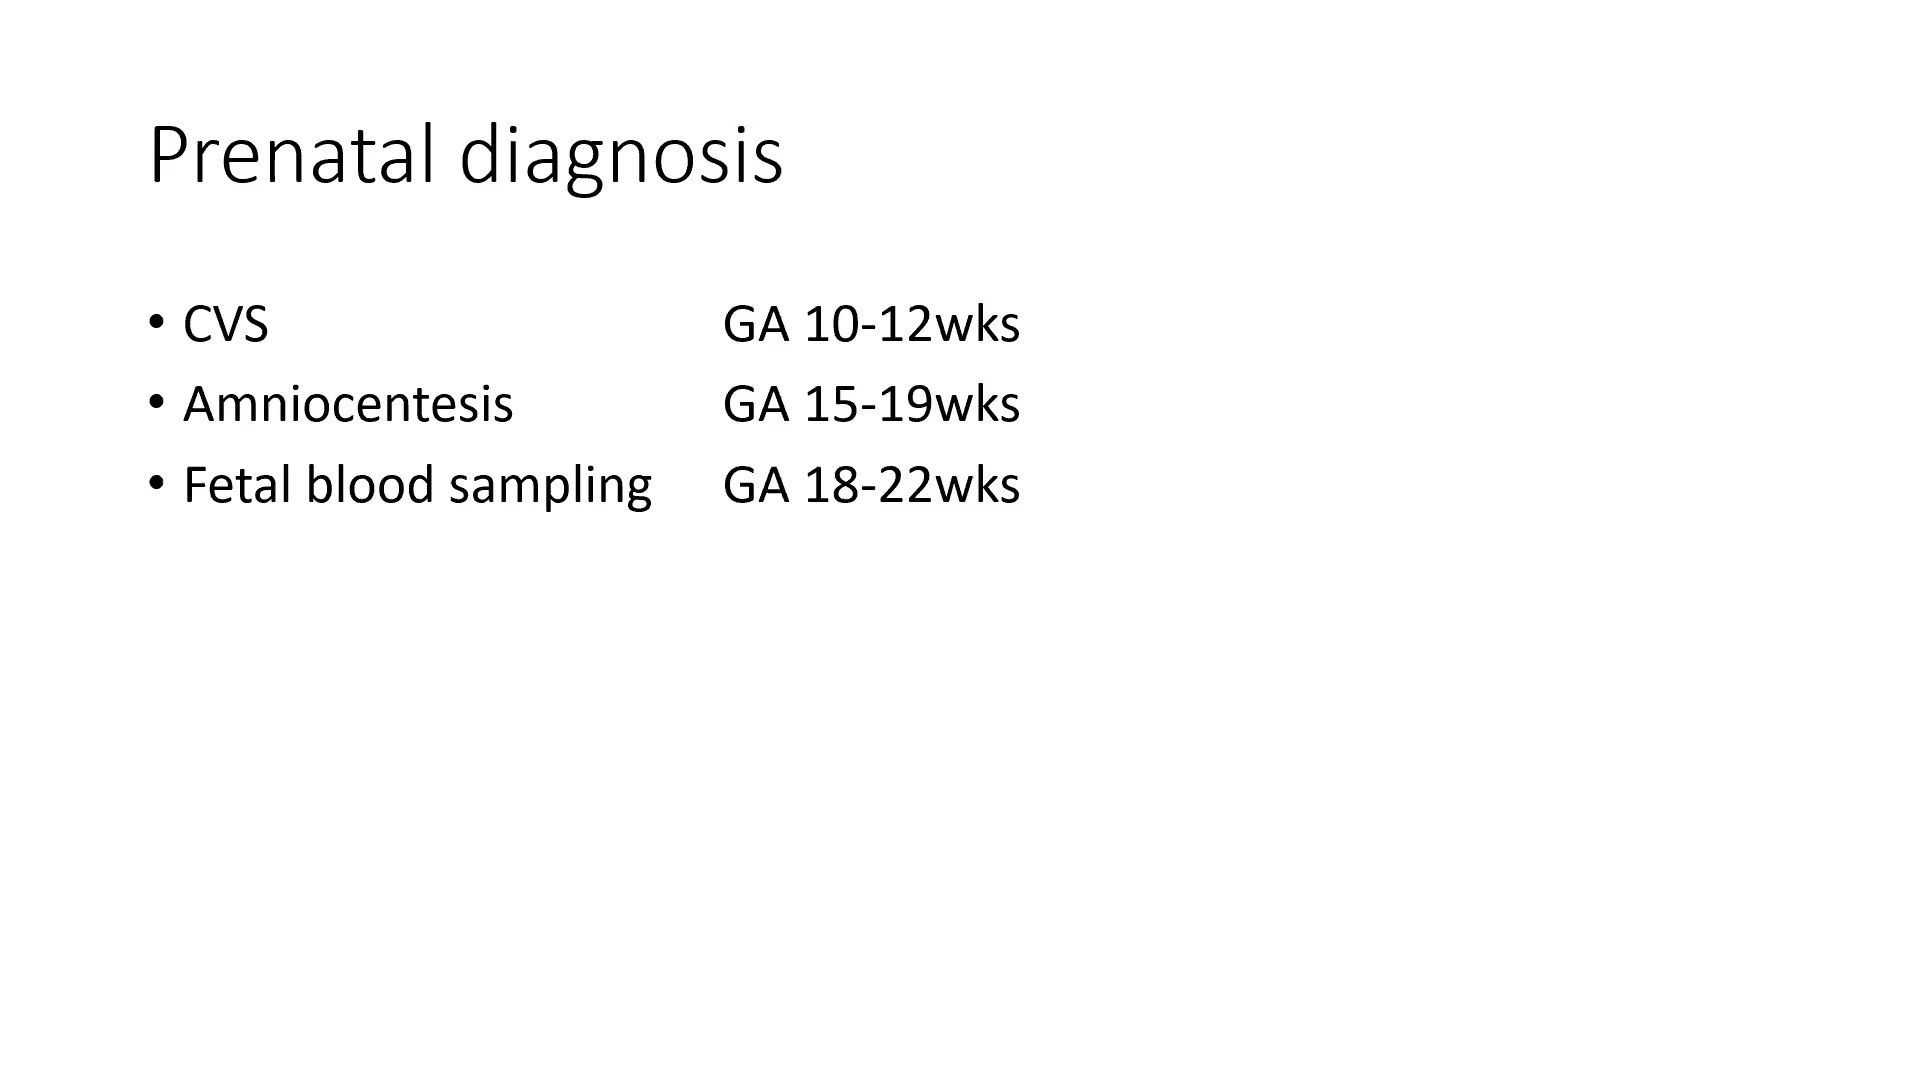 Prenatal diagnosis
• CVS GA 10-12wks
• Amniocentesis GA 15-19wks
• Fetal blood sampling GA 18-22wks